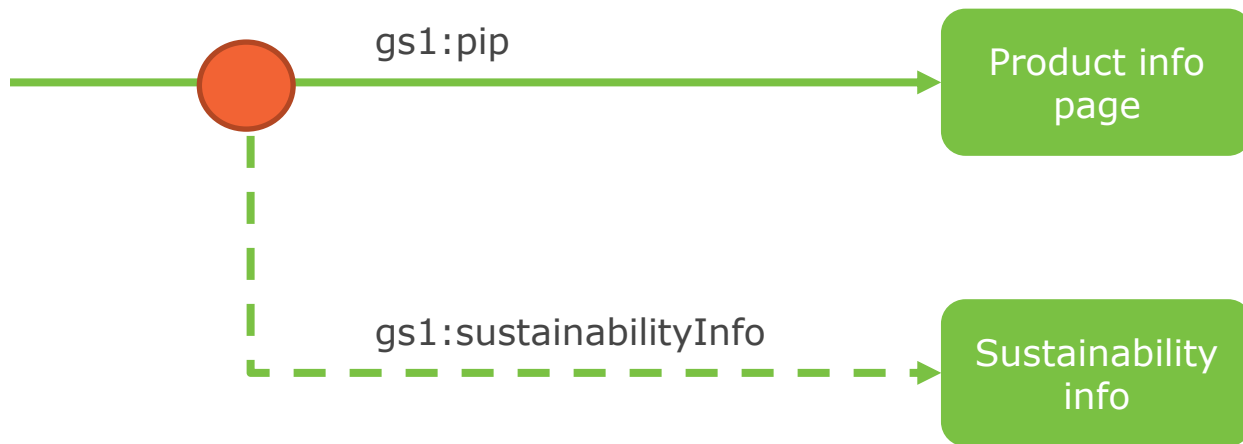 gs1:pip
Product info
page
gs1:sustainabilityInfo
Sustainability
info